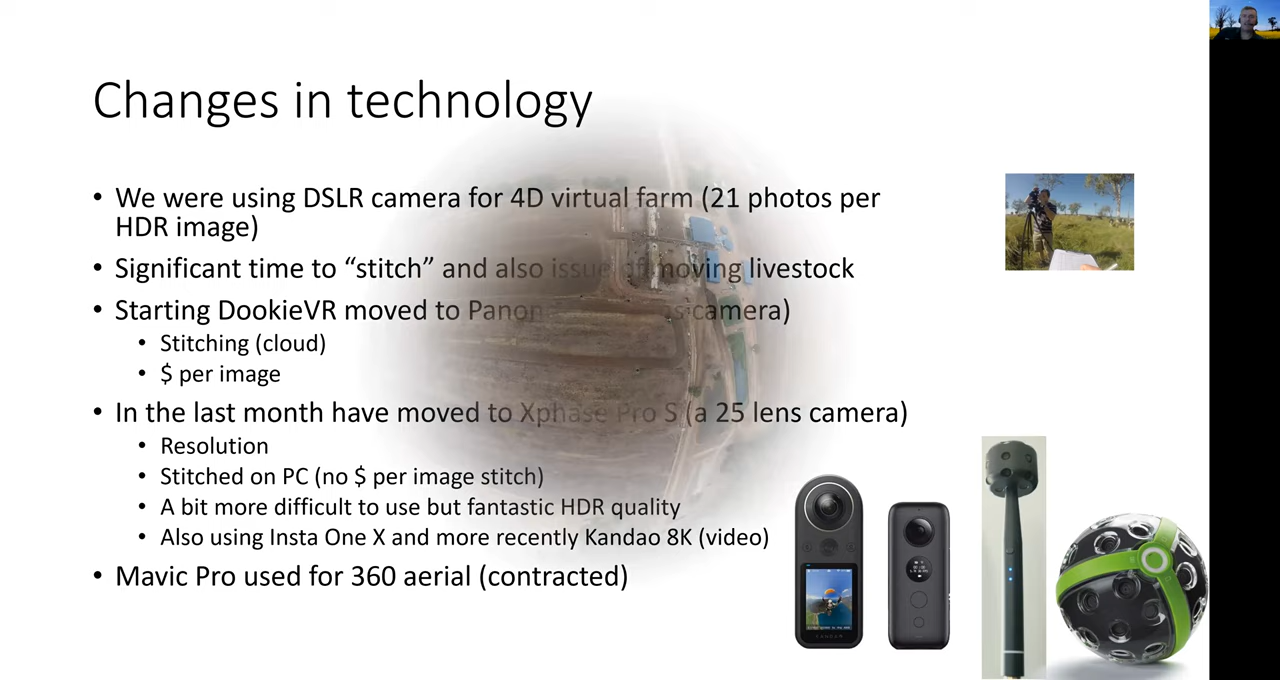 Changes in technology
• We were using DSLR camera for 4D virtual farm (21 photos per
HDR image)
• Significant time to “stitch” and also issue of moving livestock
• Starting DookieVR moved to Panono camera)
• Stitching (cloud)
• $ per image
• In the last month have moved to Xphase Pro S (a 25 lens camera)
• Resolution
• Stitched on PC (no $ per image stitch)
• A bit more difficult to use but fantastic HDR quality
• Also using Insta One X and more recently Kandao 8K (video)
• Mavic Pro used for 360 aerial (contracted)
KANDAO